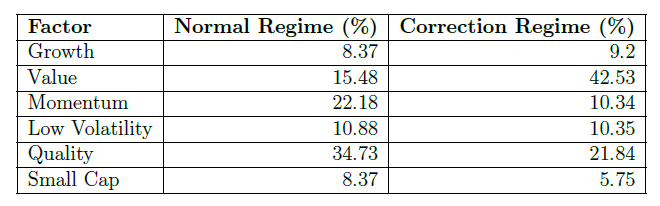 Factor Normal Regime (%) Correction Regime (%)
Growth 8.37 9.2
Value 15.48 42.53
Momentum 22.18 10.34
Low Volatility 10.88 10.35
Quality 34.73 21.84
Small Cap 8.37 5.75